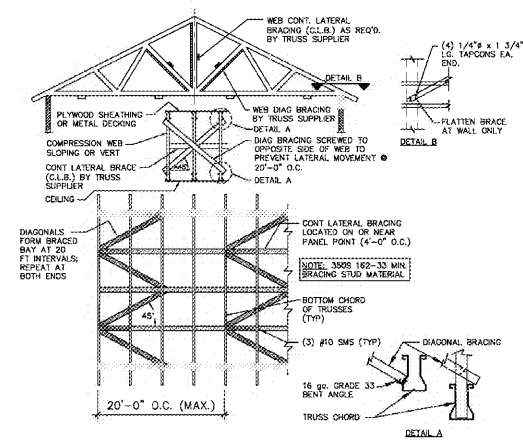 WEB CONT. LATERAL
BRACING (C.L.B.) AS REQ'D.
BY TRUSS SUPPLIER
(4) 1/4"ø x 1 3/4"
LG. TAPCONS EA.
END.
DETAIL B
FLATTEN BRACE
AT WALL ONLY
DETAIL B
PLYWOOD SHEATHING
OR METAL DECKING
WEB DIAG BRACING
BY TRUSS SUPPLIER
DETAIL A
COMPRESSION WEB
SLOPING OR VERT
DIAG BRACING SCREWED TO
OPPOSITE SIDE OF WEB TO
PREVENT LATERAL MOVEMENT @
20'-0" O.C.
CONT LATERAL BRACE
(C.L.B.) BY TRUSS
SUPPLIER
45°
DETAIL A
CEILING
DIAGONALS
FORM BRACED
BAY AT 20
FT INTERVALS;
REPEAT AT
BOTH ENDS
CONT LATERAL BRACING
LOCATED ON OR NEAR
PANEL POINT (4'-0" O.C.)
NOTE: 350S 162-33 MIN.
BRACING STUD MATERIAL
BOTTOM CHORD
OF TRUSSES
(TYP)
45°
(3) #10 SMS (TYP)
DIAGONAL BRACING
16 ga. GRADE 33
BENT ANGLE
20'-0" O.C. (MAX.)
TRUSS CHORD
DETAIL A